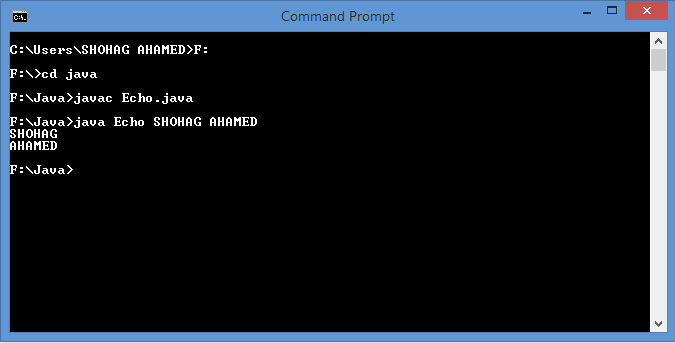 Command Prompt
C:\Users\SHOHAG AHAMED>F:
F:\>cd java
F:\Java>javac Echo.java
F:\Java>java Echo SHOHAG AHAMED
SHOHAG
AHAMED
F:\Java>